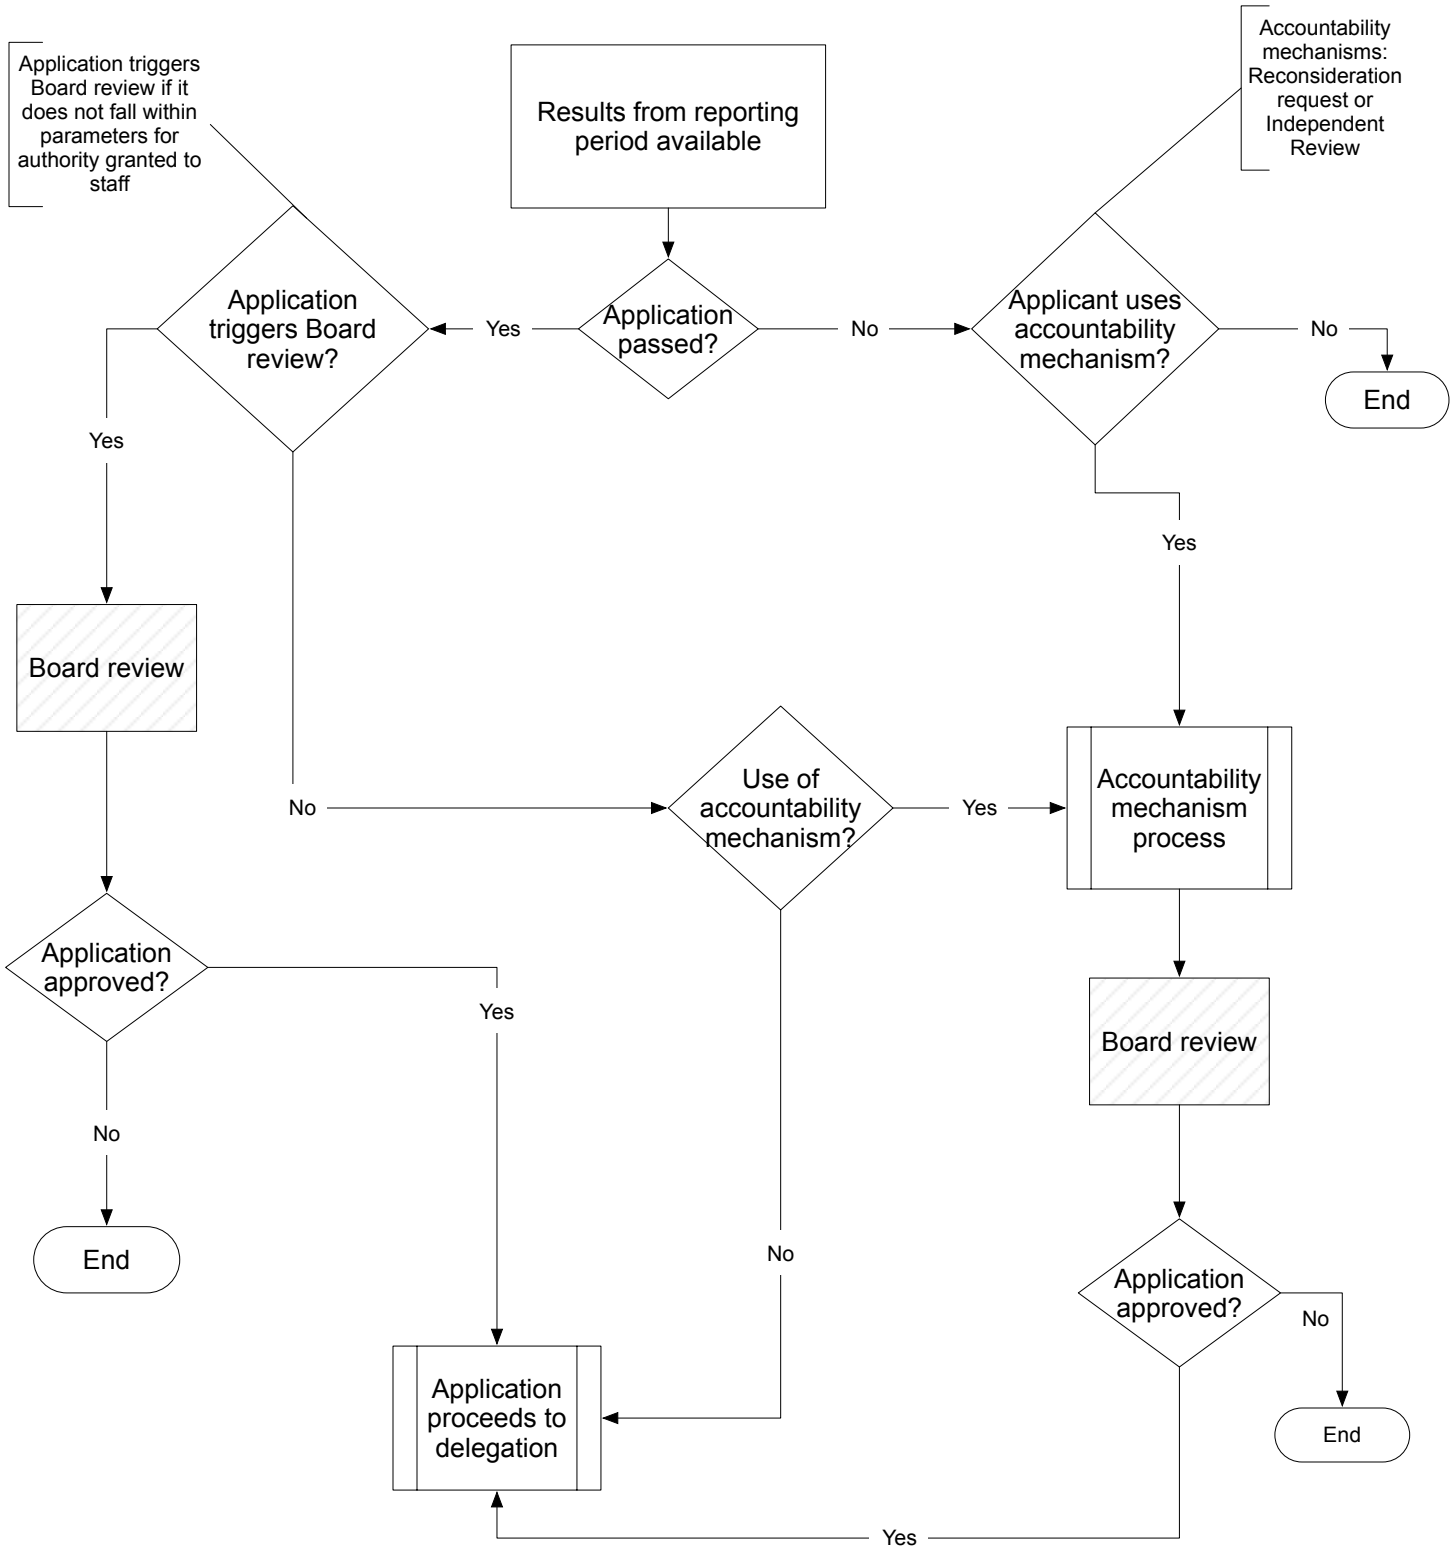 Application triggers
Board review if it
does not fall within
parameters for
authority granted to
staff
Results from reporting
period available
Accountability
mechanisms:
Reconsideration
request or
Independent
Review
Application
triggers Board
review?
Yes
Application
passed?
No
Applicant uses
accountability
mechanism?
No
End
Yes
Yes
Board review
No
Use of
accountability
mechanism?
Yes
Accountability
mechanism
process
Application
approved?
Yes
Board review
No
End
No
Application
approved?
No
End
Application
proceeds to
delegation
Yes